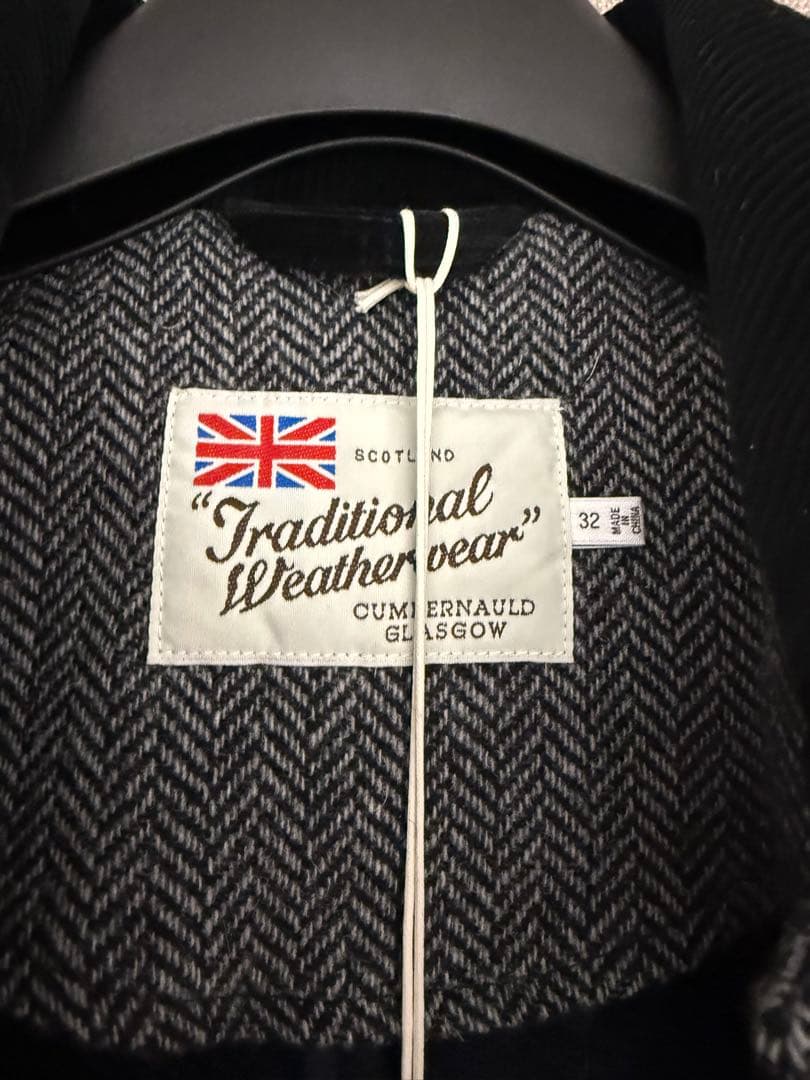 SCOTLAND
"Traditional
Weatherwear"
CUMBERNAULD
GLASGOW
32
MADE
IN
CHINA